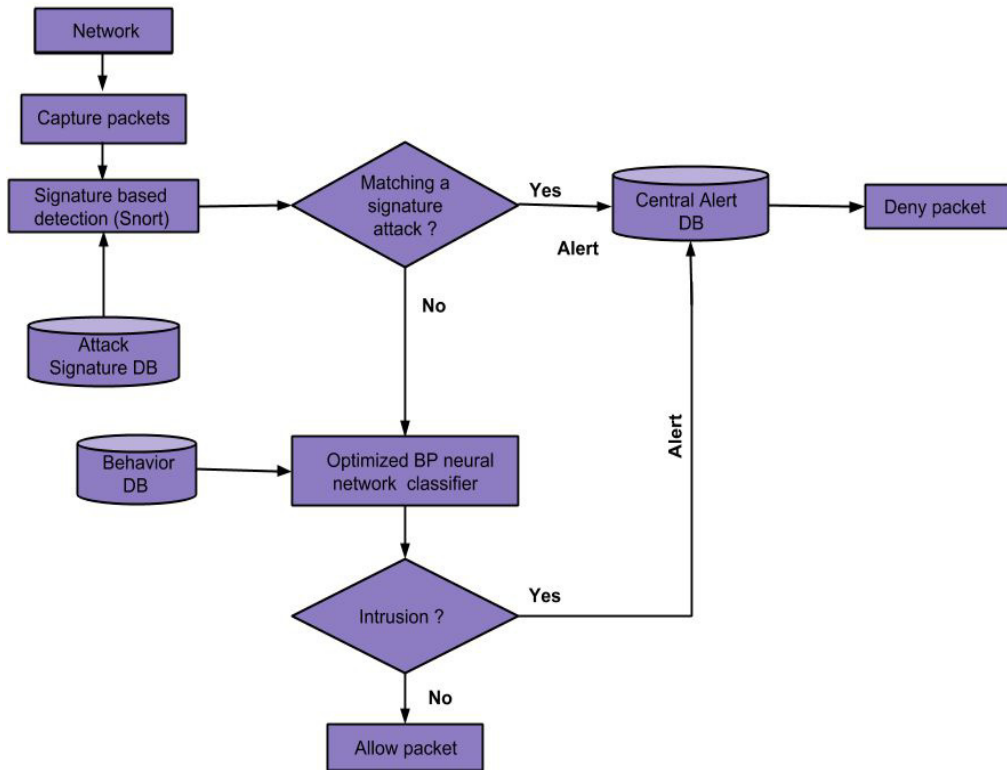 Network
Capture packets
Signature based
detection (Snort)
Matching a
signature
attack ?
Yes
Alert
Central Alert
DB
Deny packet
No
Attack
Signature DB
Behavior
DB
Optimized BP neural
network classifier
Alert
Intrusion ?
Yes
No
Allow packet